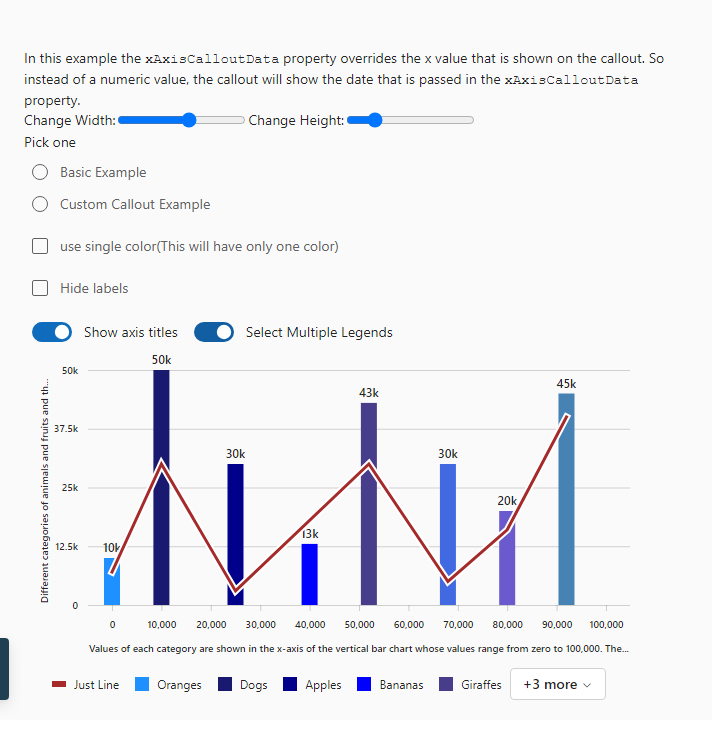 In this example the xAxisCalloutData property overrides the x value that is shown on the callout. So
instead of a numeric value, the callout will show the date that is passed in the xAxisCalloutData
property.
Change Width: Change Height:
Pick one
Basic Example
Custom Callout Example
use single color(This will have only one color)
Hide labels
Show axis titles Select Multiple Legends
Different categories of animals and fruits and th...
50k
37.5k
25k
12.5k
0
10k
50k
30k
13k
43k
30k
20k
45k
0 10,000 20,000 30,000 40,000 50,000 60,000 70,000 80,000 90,000 100,000
Values of each category are shown in the x-axis of the vertical bar chart whose values range from zero to 100,000. The...
Just Line Oranges Dogs Apples Bananas Giraffes +3 more